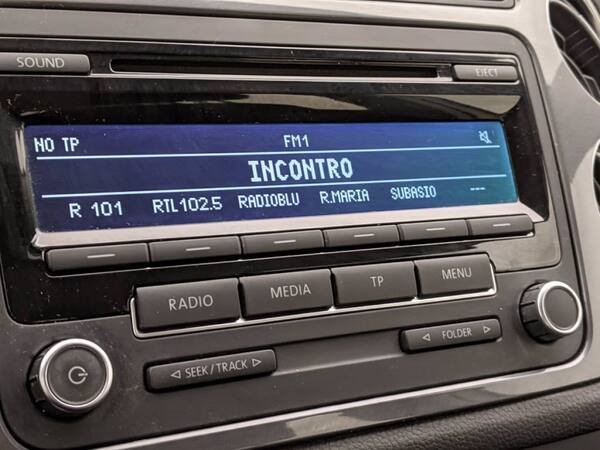 SOUND
EJECT
NO TP FM1
INCONTRO
R 101 RTL102.5 RADIOBLU R.MARIA SUBASIO ---
RADIO MEDIA TP MENU
◁ SEEK/TRACK ▷
◁ FOLDER ▷